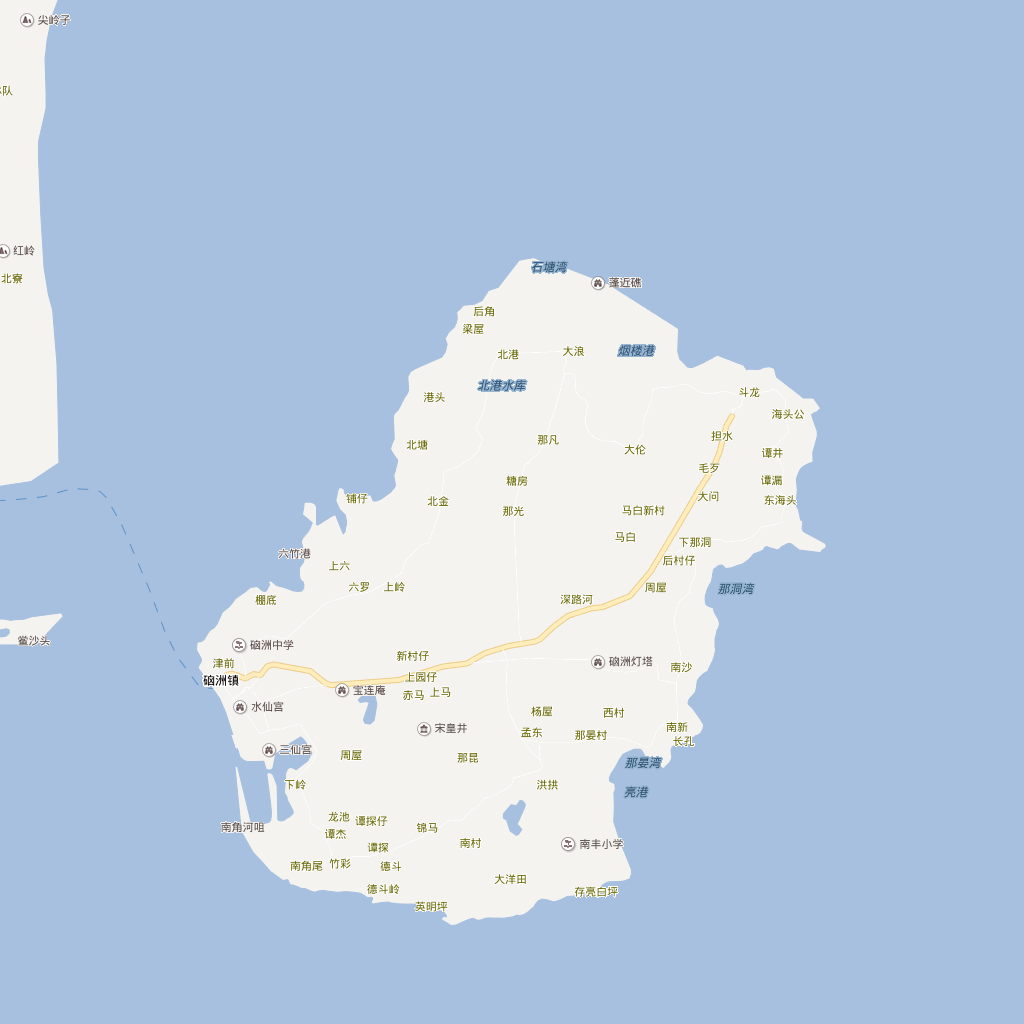 尖岭子
队
红岭
北寮
石塘湾
蓬近礁
后角
梁屋
北港
大浪
烟楼港
北港水库
斗龙
港头
海头公
担水
北塘
那凡
大伦
谭井
毛歹
糖房
谭漏
铺仔
北金
大问
东海头
那光
马白新村
马白
下那洞
六竹港
后村仔
上六
六罗
上岭
周屋
那洞湾
棚底
深路河
鲎沙头
硇洲中学
新村仔
津前
硇洲灯塔
南沙
硇洲镇
上园仔
宝连庵
赤马
上马
水仙宫
杨屋
西村
宋皇井
孟东
那晏村
南新
长孔
三仙宫
周屋
那昆
那晏湾
下岭
洪拱
亮港
龙池
谭探仔
南角河咀
谭杰
锦马
谭探
南村
南丰小学
南角尾
竹彩
德斗
大洋田
德斗岭
存亮白坪
英明坪